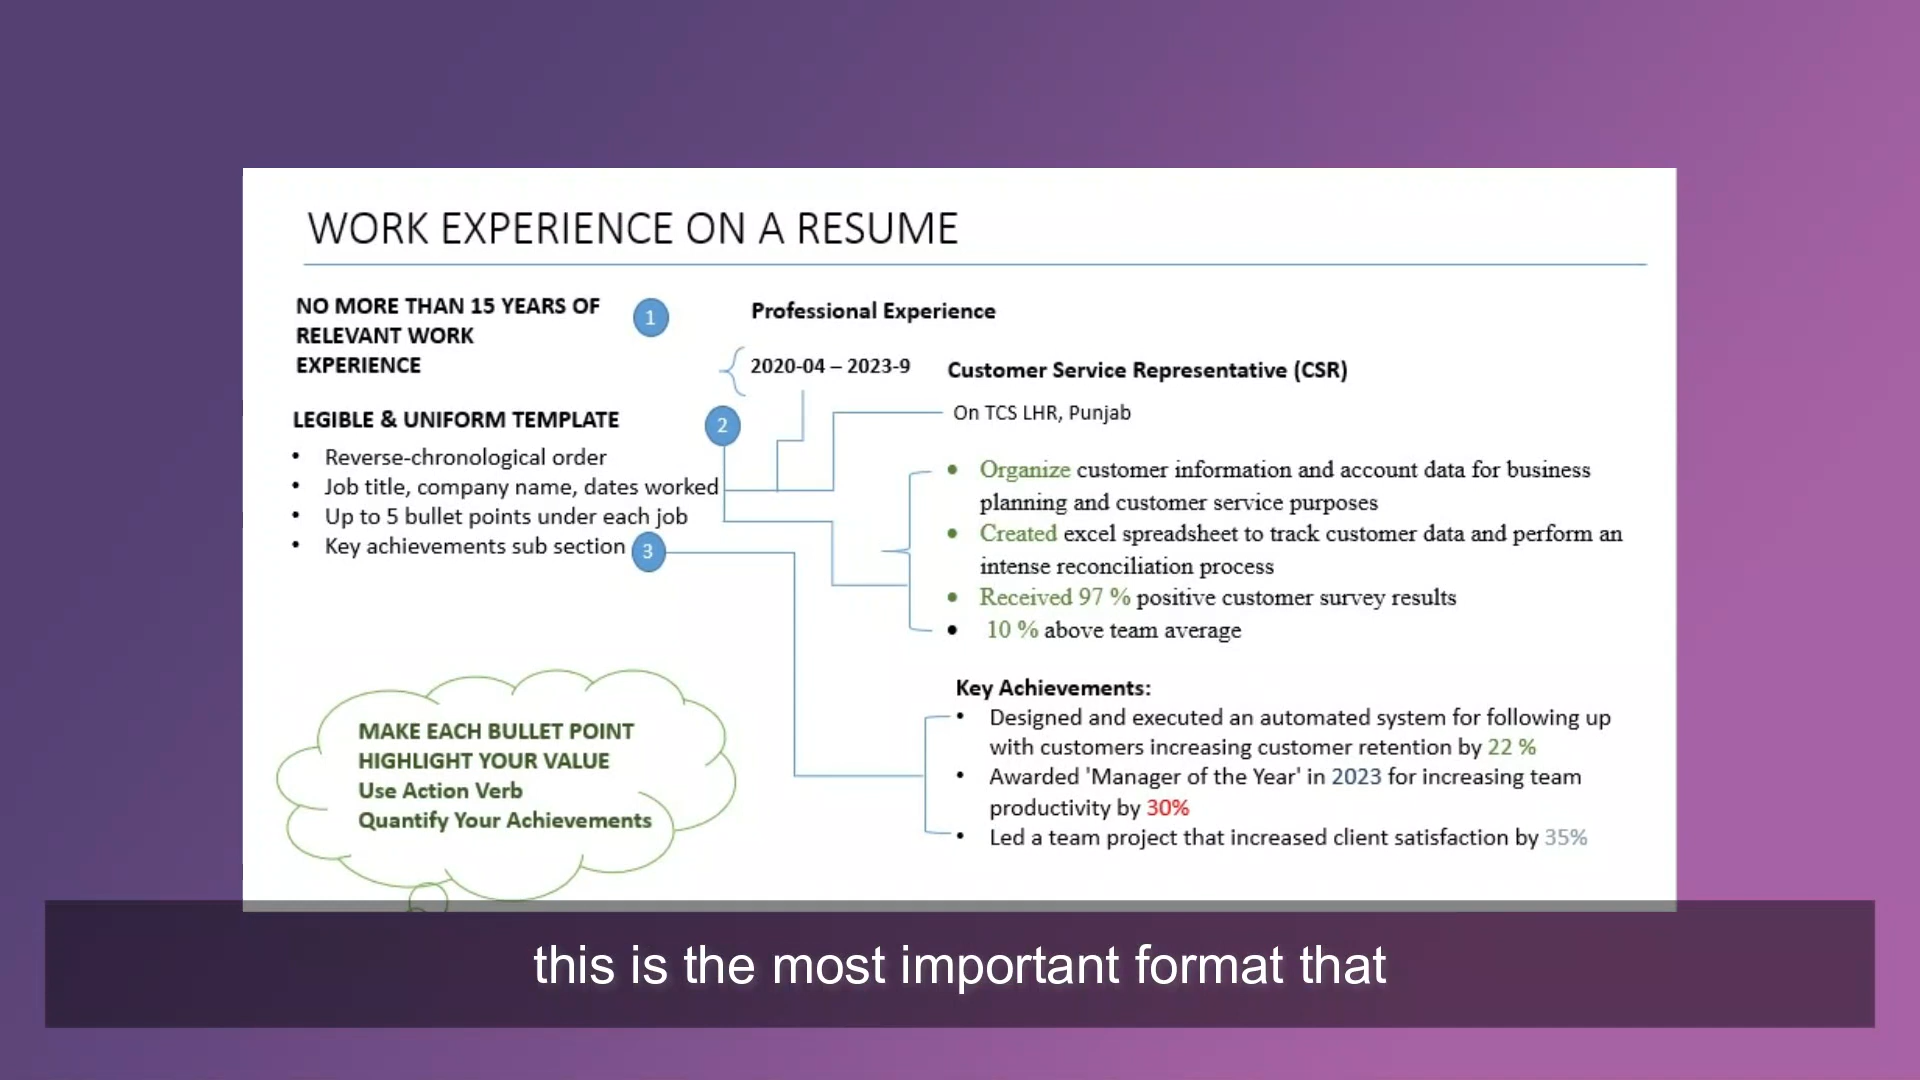 WORK EXPERIENCE ON A RESUME
NO MORE THAN 15 YEARS OF
RELEVANT WORK
EXPERIENCE
1
LEGIBLE & UNIFORM TEMPLATE
2
• Reverse-chronological order
• Job title, company name, dates worked
• Up to 5 bullet points under each job
• Key achievements sub section
3
MAKE EACH BULLET POINT
HIGHLIGHT YOUR VALUE
Use Action Verb
Quantify Your Achievements
Professional Experience
2020-04 – 2023-9
Customer Service Representative (CSR)
On TCS LHR, Punjab
• Organize customer information and account data for business
planning and customer service purposes
• Created excel spreadsheet to track customer data and perform an
intense reconciliation process
• Received 97 % positive customer survey results
• 10 % above team average
Key Achievements:
• Designed and executed an automated system for following up
with customers increasing customer retention by 22 %
• Awarded 'Manager of the Year' in 2023 for increasing team
productivity by 30%
• Led a team project that increased client satisfaction by 35%
this is the most important format that